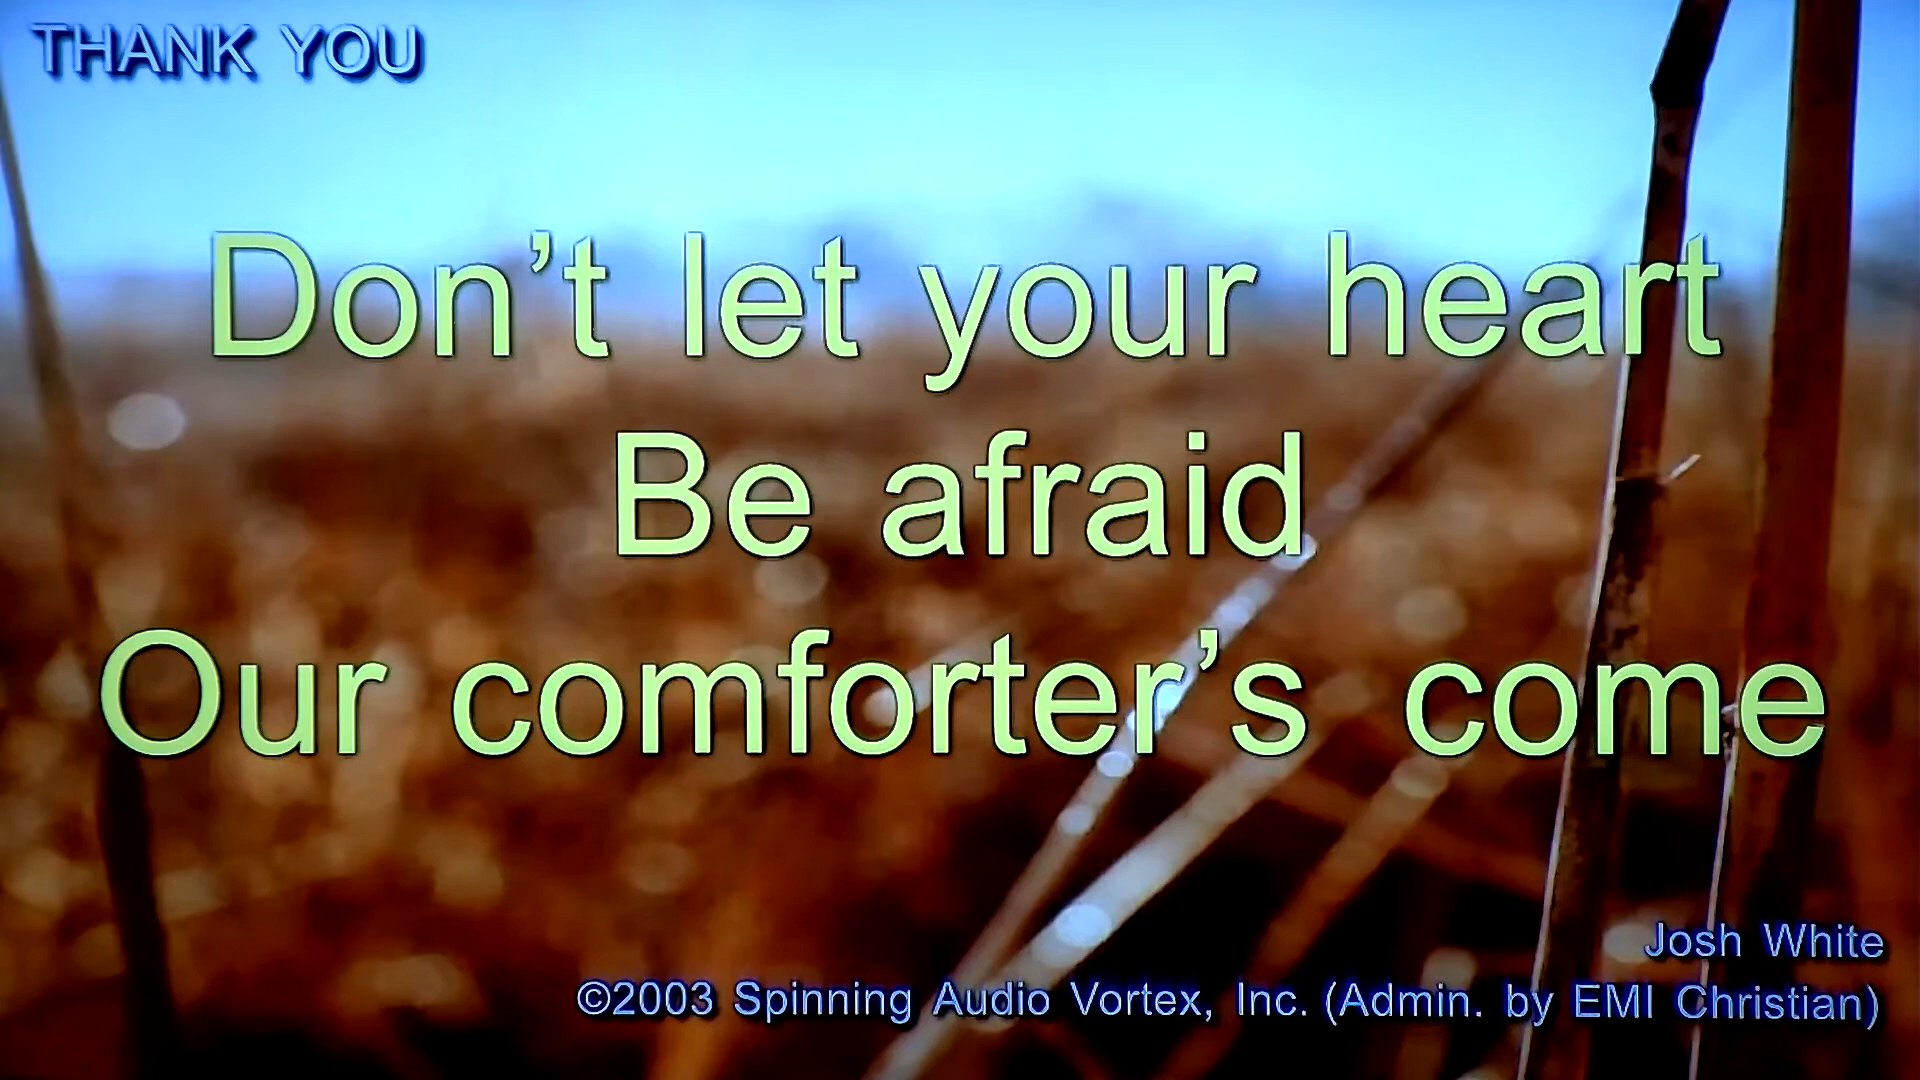 THANK YOU
Don’t let your heart
Be afraid
Our comforter’s come
Josh White
©2003 Spinning Audio Vortex, Inc. (Admin. by EMI Christian)